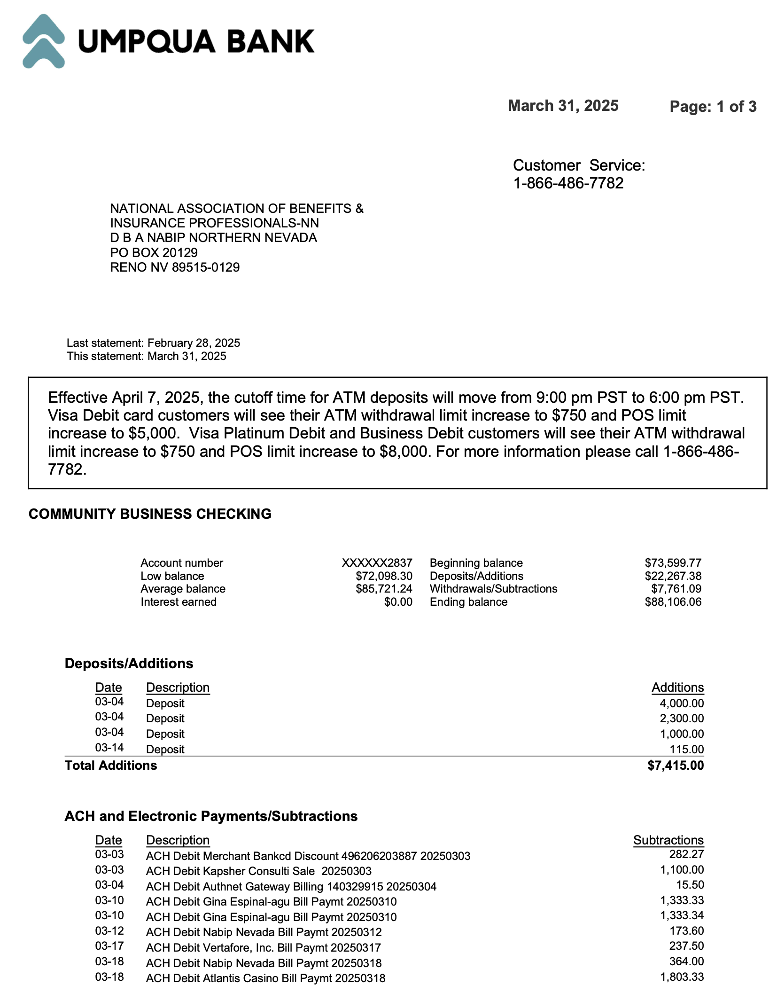 UMPQUA BANK
March 31, 2025 Page: 1 of 3
Customer Service:
1-866-486-7782
NATIONAL ASSOCIATION OF BENEFITS &
INSURANCE PROFESSIONALS-NN
D B A NABIP NORTHERN NEVADA
PO BOX 20129
RENO NV 89515-0129
Last statement: February 28, 2025
This statement: March 31, 2025
Effective April 7, 2025, the cutoff time for ATM deposits will move from 9:00 pm PST to 6:00 pm PST.
Visa Debit card customers will see their ATM withdrawal limit increase to $750 and POS limit
increase to $5,000. Visa Platinum Debit and Business Debit customers will see their ATM withdrawal
limit increase to $750 and POS limit increase to $8,000. For more information please call 1-866-486-
7782.
COMMUNITY BUSINESS CHECKING
Account number XXXXXX2837 Beginning balance $73,599.77
Low balance $72,098.30 Deposits/Additions $22,267.38
Average balance $85,721.24 Withdrawals/Subtractions $7,761.09
Interest earned $0.00 Ending balance $88,106.06
Deposits/Additions
Date Description Additions
03-04 Deposit 4,000.00
03-04 Deposit 2,300.00
03-04 Deposit 1,000.00
03-14 Deposit 115.00
Total Additions $7,415.00
ACH and Electronic Payments/Subtractions
Date Description Subtractions
03-03 ACH Debit Merchant Bankcd Discount 496206203887 20250303 282.27
03-03 ACH Debit Kapsher Consulti Sale 20250303 1,100.00
03-04 ACH Debit Authnet Gateway Billing 140329915 20250304 15.50
03-10 ACH Debit Gina Espinal-agu Bill Paymt 20250310 1,333.33
03-10 ACH Debit Gina Espinal-agu Bill Paymt 20250310 1,333.34
03-12 ACH Debit Nabip Nevada Bill Paymt 20250312 173.60
03-17 ACH Debit Vertafore, Inc. Bill Paymt 20250317 237.50
03-18 ACH Debit Nabip Nevada Bill Paymt 20250318 364.00
03-18 ACH Debit Atlantis Casino Bill Paymt 20250318 1,803.33